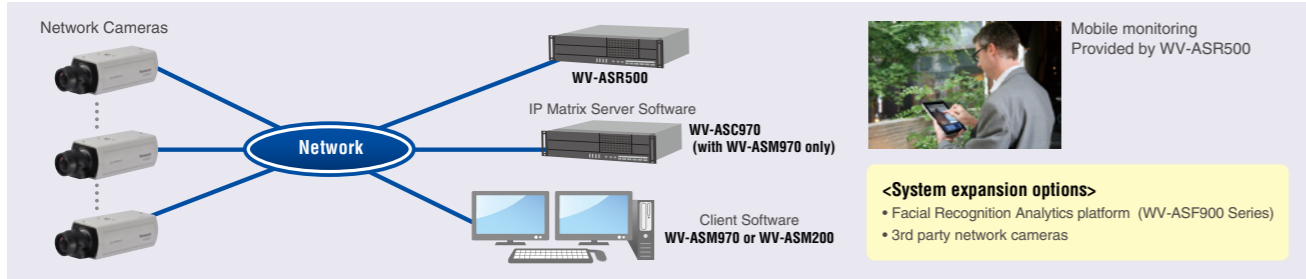 Network Cameras
Network
WV-ASR500
IP Matrix Server Software
WV-ASC970
(with WV-ASM970 only)
Client Software
WV-ASM970 or WV-ASM200
Mobile monitoring
Provided by WV-ASR500
<System expansion options>
• Facial Recognition Analytics platform (WV-ASF900 Series)
• 3rd party network cameras